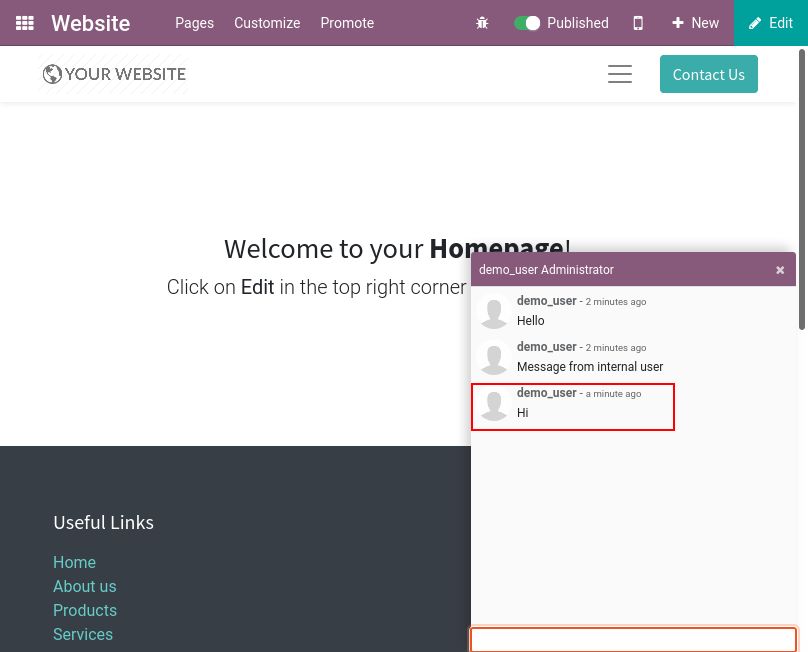 Website Pages Customize Promote Published New Edit
YOUR WEBSITE Contact Us
Welcome to your Homepage!
Click on Edit in the top right corner
demo_user Administrator
demo_user - 2 minutes ago
Hello
demo_user - 2 minutes ago
Message from internal user
demo_user - a minute ago
Hi
Useful Links
Home
About us
Products
Services